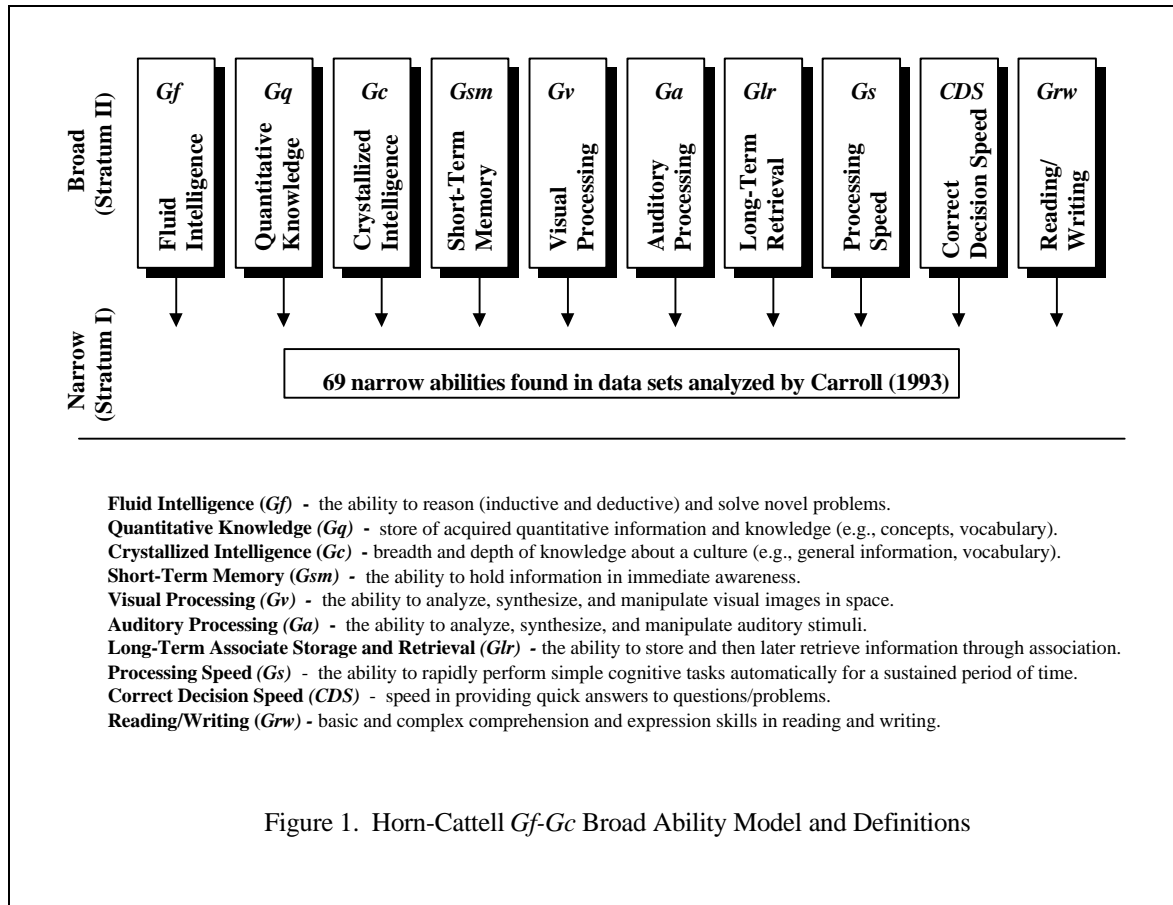 Broad
(Stratum II)
Gf
Fluid
Intelligence
Gq
Quantitative
Knowledge
Gc
Crystallized
Intelligence
Gsm
Short-Term
Memory
Gv
Visual
Processing
Ga
Auditory
Processing
Glr
Long-Term
Retrieval
Gs
Processing
Speed
CDS
Correct
Decision Speed
Grw
Reading/
Writing
Narrow
(Stratum I)
69 narrow abilities found in data sets analyzed by Carroll (1993)
Fluid Intelligence (Gf) - the ability to reason (inductive and deductive) and solve novel problems.
Quantitative Knowledge (Gq) - store of acquired quantitative information and knowledge (e.g., concepts, vocabulary).
Crystallized Intelligence (Gc) - breadth and depth of knowledge about a culture (e.g., general information, vocabulary).
Short-Term Memory (Gsm) - the ability to hold information in immediate awareness.
Visual Processing (Gv) - the ability to analyze, synthesize, and manipulate visual images in space.
Auditory Processing (Ga) - the ability to analyze, synthesize, and manipulate auditory stimuli.
Long-Term Associate Storage and Retrieval (Glr) - the ability to store and then later retrieve information through association.
Processing Speed (Gs) - the ability to rapidly perform simple cognitive tasks automatically for a sustained period of time.
Correct Decision Speed (CDS) - speed in providing quick answers to questions/problems.
Reading/Writing (Grw) - basic and complex comprehension and expression skills in reading and writing.
Figure 1. Horn-Cattell Gf-Gc Broad Ability Model and Definitions